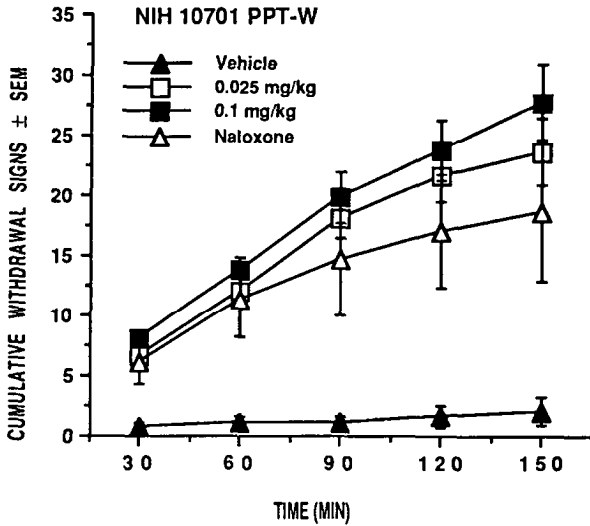 NIH 10701 PPT-W
Vehicle
0.025 mg/kg
0.1 mg/kg
Naloxone
CUMULATIVE WITHDRAWAL SIGNS ± SEM
35
30
25
20
15
10
5
0
30 60 90 120 150
TIME (MIN)